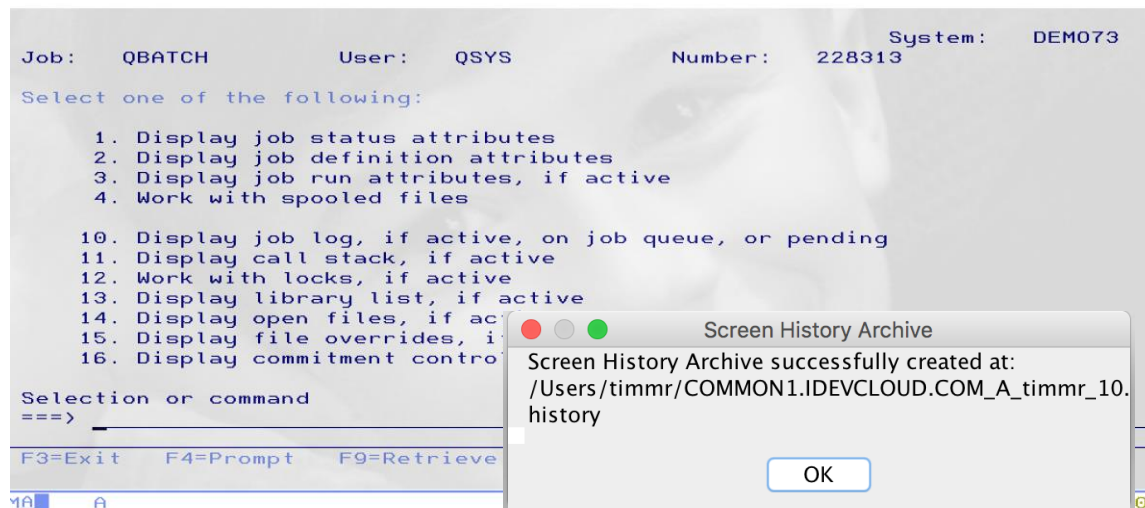 System: DEMO73
Job: QBATCH User: QSYS Number: 228313
Select one of the following:
1. Display job status attributes
2. Display job definition attributes
3. Display job run attributes, if active
4. Work with spooled files
10. Display job log, if active, on job queue, or pending
11. Display call stack, if active
12. Work with locks, if active
13. Display library list, if active
14. Display open files, if ac
15. Display file overrides, i
16. Display commitment contro
Selection or command
===>
F3=Exit F4=Prompt F9=Retrieve
MA A
Screen History Archive
Screen History Archive successfully created at:
/Users/timmr/COMMON1.IDEVCLOUD.COM_A_timmr_10.
history
OK